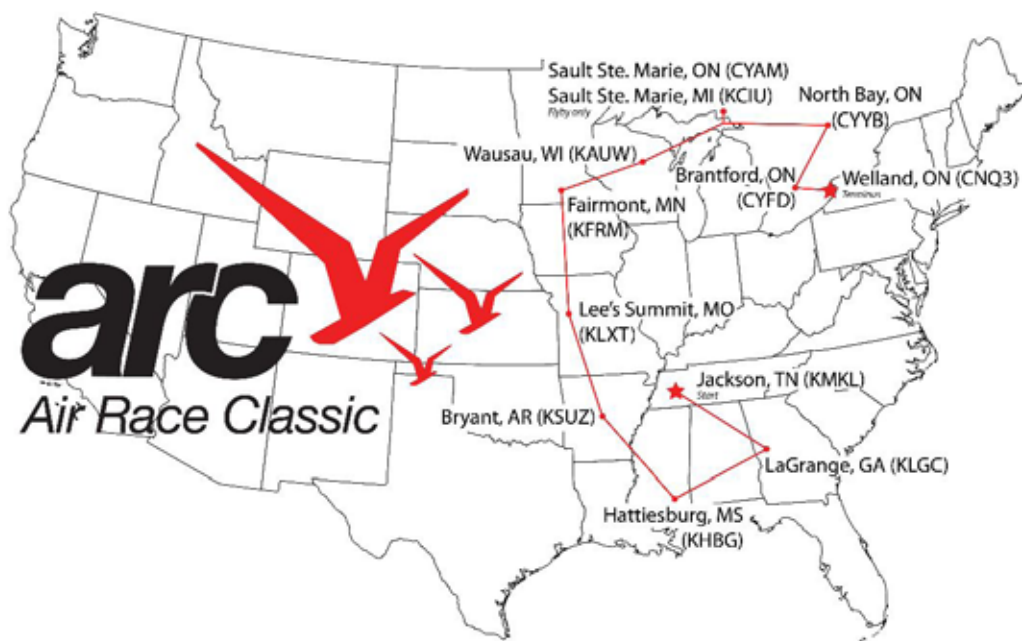 Sault Ste. Marie, ON (CYAM)
Sault Ste. Marie, MI (KCIU)
Flyby only
North Bay, ON
(CYYB)
Wausau, WI (KAUW)
Brantford, ON
(CYFD)
Welland, ON (CNQ3)
Terminus
Fairmont, MN
(KFRM)
arc
Air Race Classic
Lee's Summit, MO
(KLXT)
Jackson, TN (KMKL)
Start
Bryant, AR (KSUZ)
LaGrange, GA (KLGC)
Hattiesburg, MS
(KHBG)